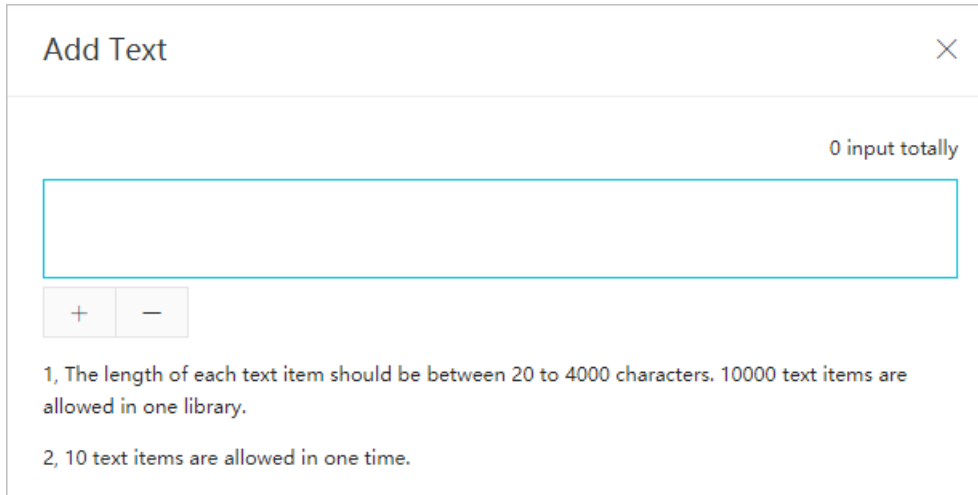 Add Text
0 input totally
1, The length of each text item should be between 20 to 4000 characters. 10000 text items are
allowed in one library.
2, 10 text items are allowed in one time.